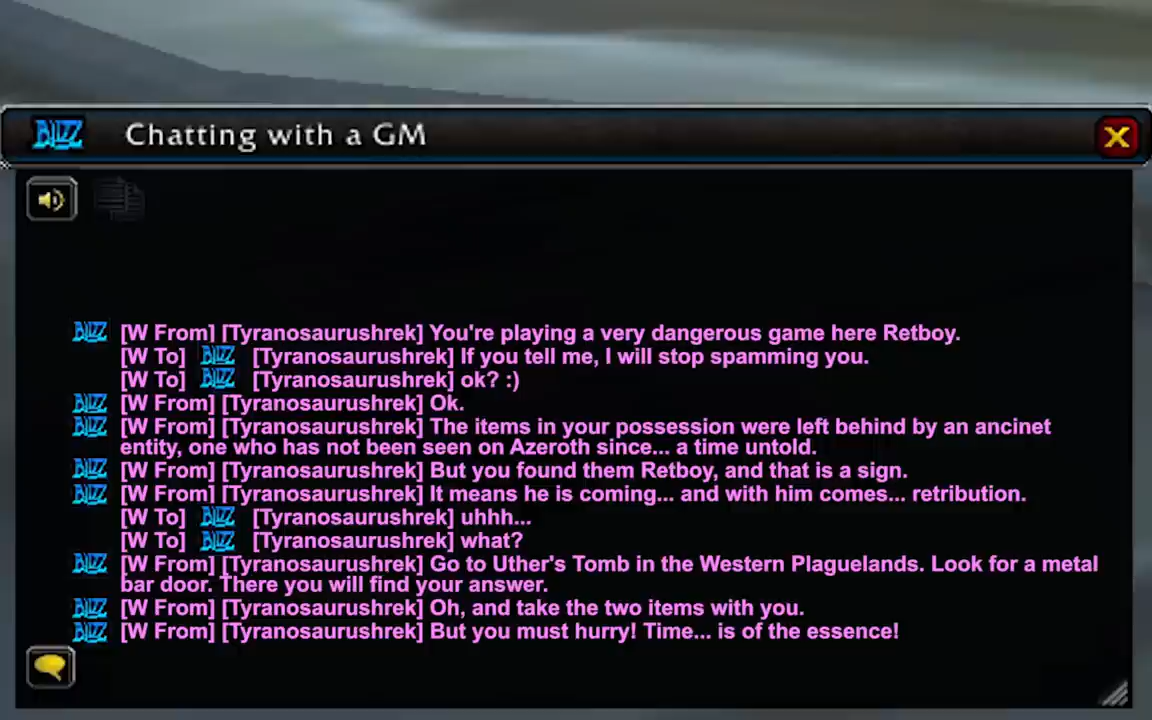 BLIZZ Chatting with a GM
BLIZZ [W From] [Tyranosaurushrek] You're playing a very dangerous game here Retboy.
[W To] BLIZZ [Tyranosaurushrek] If you tell me, I will stop spamming you.
[W To] BLIZZ [Tyranosaurushrek] ok? :)
BLIZZ [W From] [Tyranosaurushrek] Ok.
BLIZZ [W From] [Tyranosaurushrek] The items in your possession were left behind by an ancinet
entity, one who has not been seen on Azeroth since... a time untold.
BLIZZ [W From] [Tyranosaurushrek] But you found them Retboy, and that is a sign.
BLIZZ [W From] [Tyranosaurushrek] It means he is coming... and with him comes... retribution.
[W To] BLIZZ [Tyranosaurushrek] uhhh...
[W To] BLIZZ [Tyranosaurushrek] what?
BLIZZ [W From] [Tyranosaurushrek] Go to Uther's Tomb in the Western Plaguelands. Look for a metal
bar door. There you will find your answer.
BLIZZ [W From] [Tyranosaurushrek] Oh, and take the two items with you.
BLIZZ [W From] [Tyranosaurushrek] But you must hurry! Time... is of the essence!